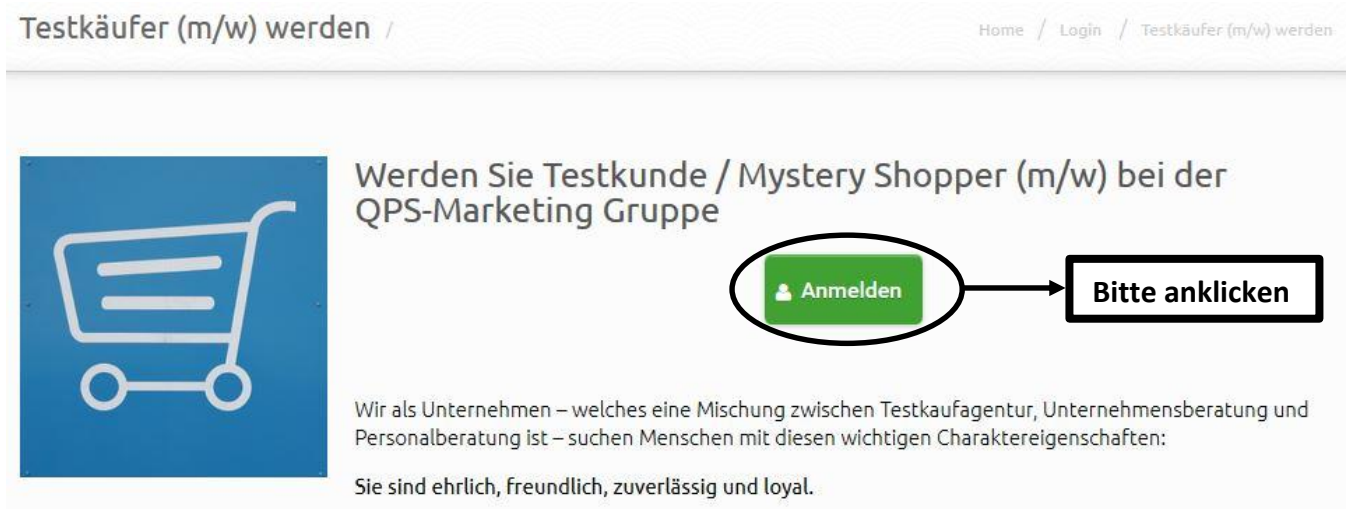 Testkäufer (m/w) werden /
Home / Login / Testkäufer (m/w) werden
Werden Sie Testkunde / Mystery Shopper (m/w) bei der
QPS-Marketing Gruppe
Anmelden
Bitte anklicken
Wir als Unternehmen – welches eine Mischung zwischen Testkaufagentur, Unternehmensberatung und
Personalberatung ist – suchen Menschen mit diesen wichtigen Charaktereigenschaften:
Sie sind ehrlich, freundlich, zuverlässig und loyal.